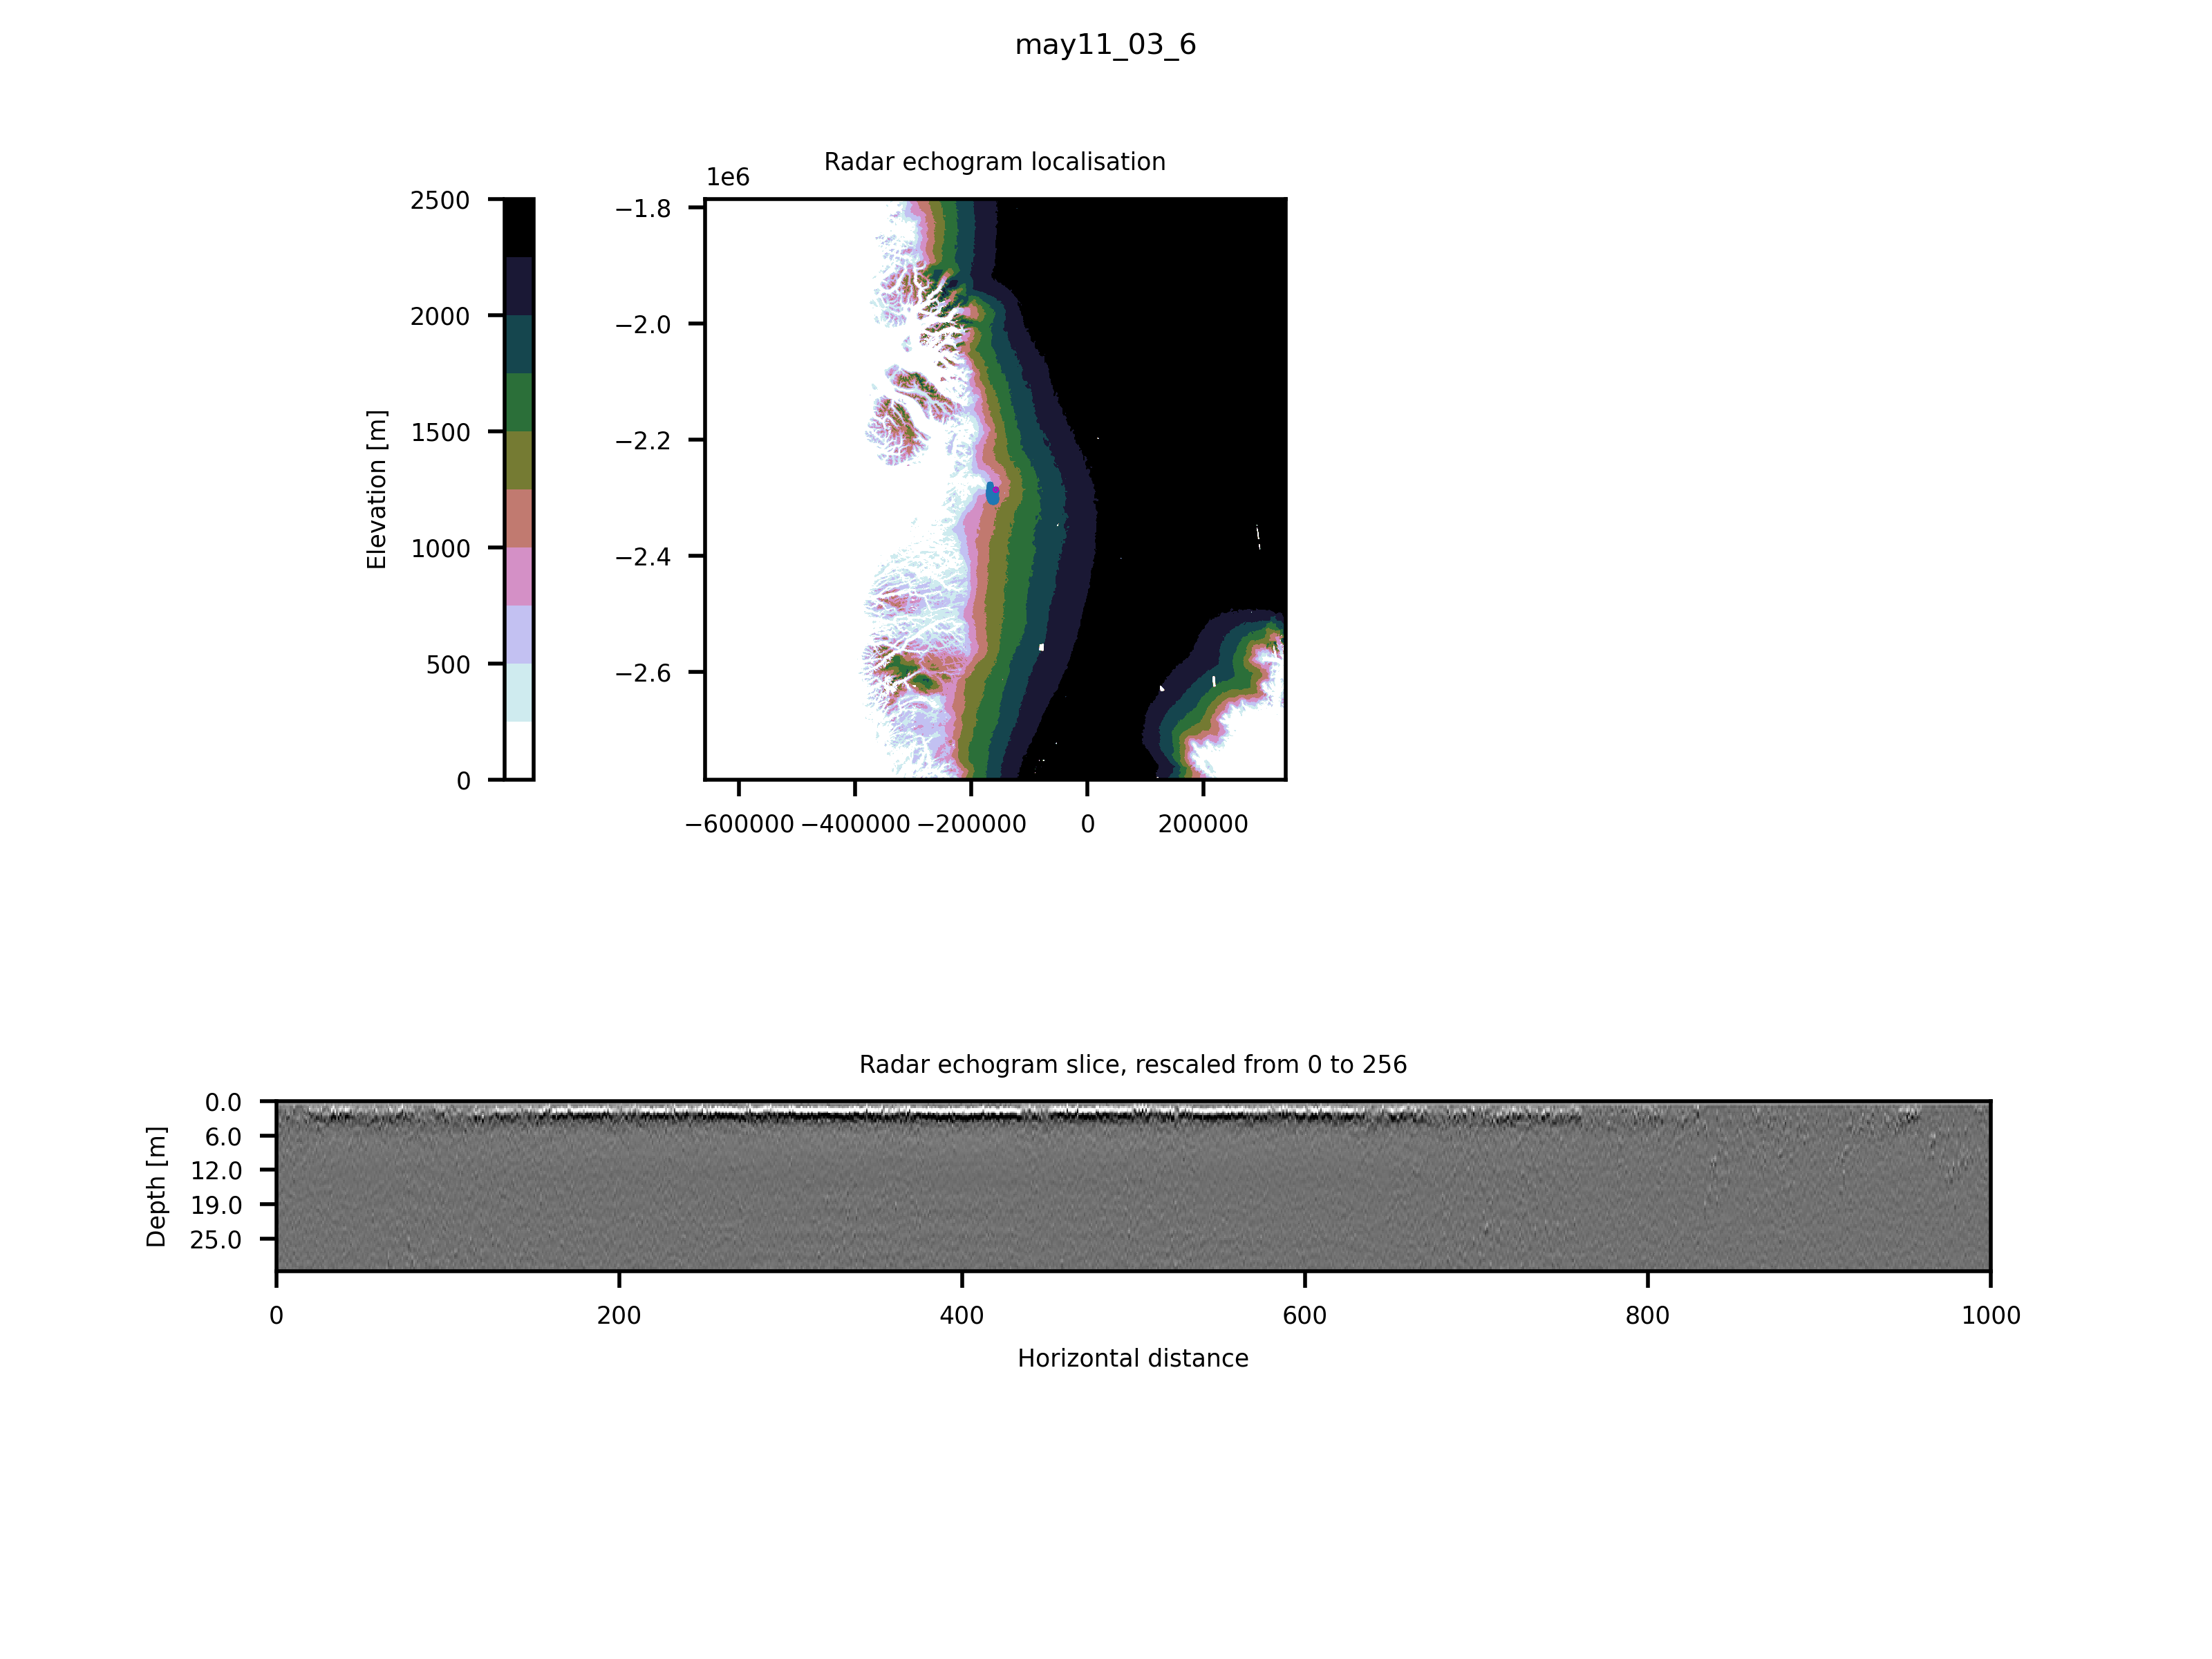 may11_03_6
Radar echogram localisation
1e6
Elevation [m]
2500
2000
1500
1000
500
0
−1.8
−2.0
−2.2
−2.4
−2.6
−600000 −400000 −200000 0 200000
Radar echogram slice, rescaled from 0 to 256
Depth [m]
0.0
6.0
12.0
19.0
25.0
0 200 400 600 800 1000
Horizontal distance